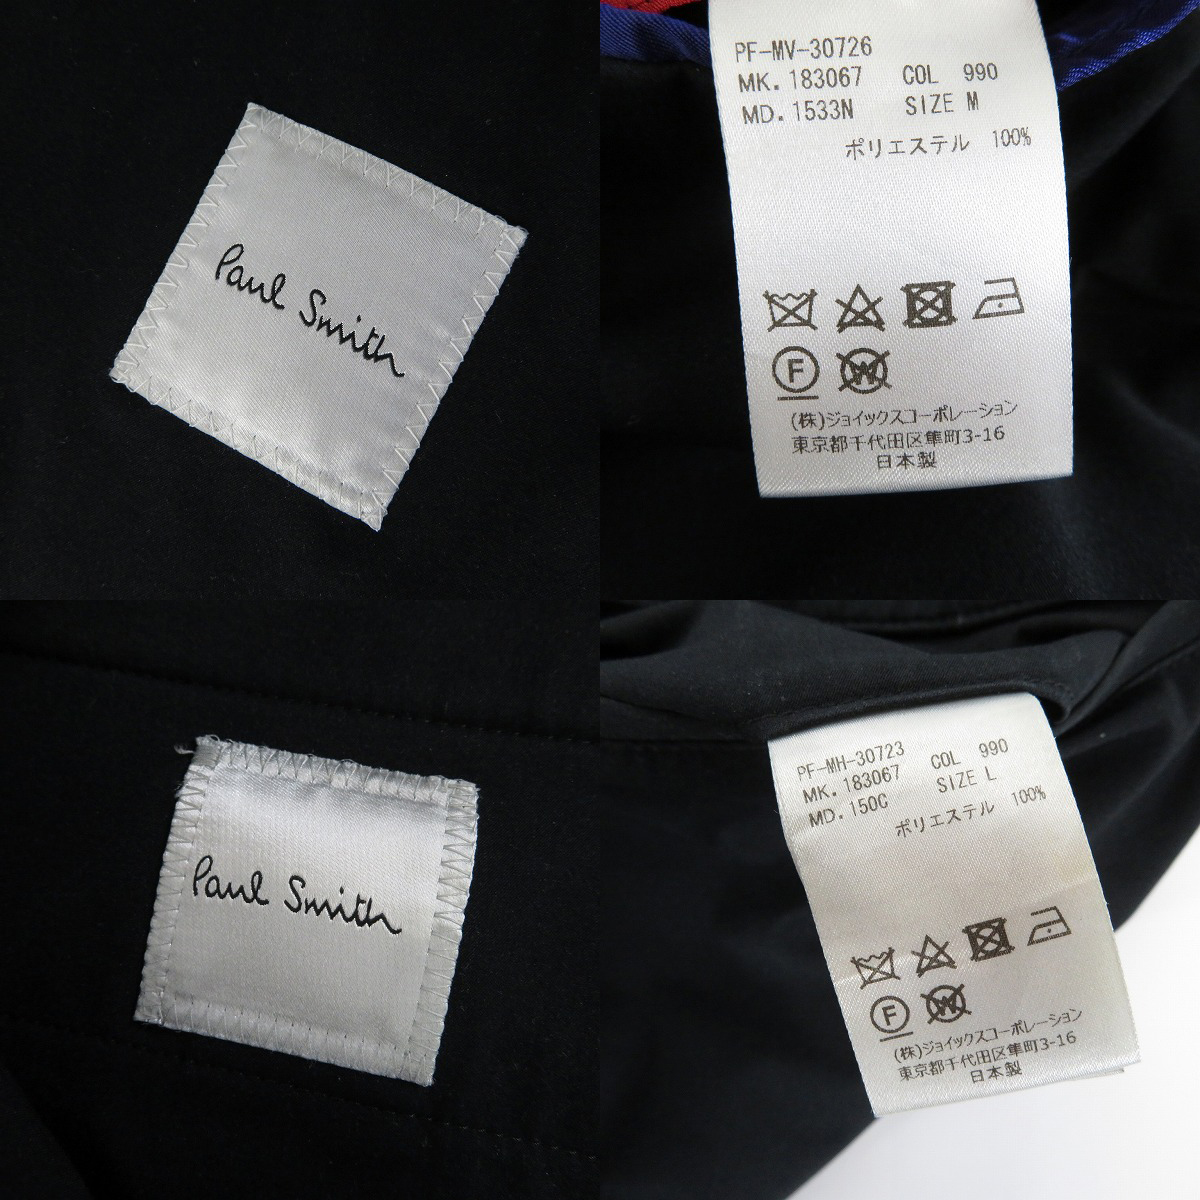 Paul Smith
PF-MV-30726
MK. 183067 COL 990
MD. 1533N SIZE M
ポリエステル 100%
F W
(株)ジョイックスコーポレーション
東京都千代田区隼町3-16
日本製
Paul Smith
PF-MH-30723
MK. 183067 COL 990
MD. 150C SIZE L
ポリエステル 100%
F W
(株)ジョイックスコーポレーション
東京都千代田区隼町3-16
日本製